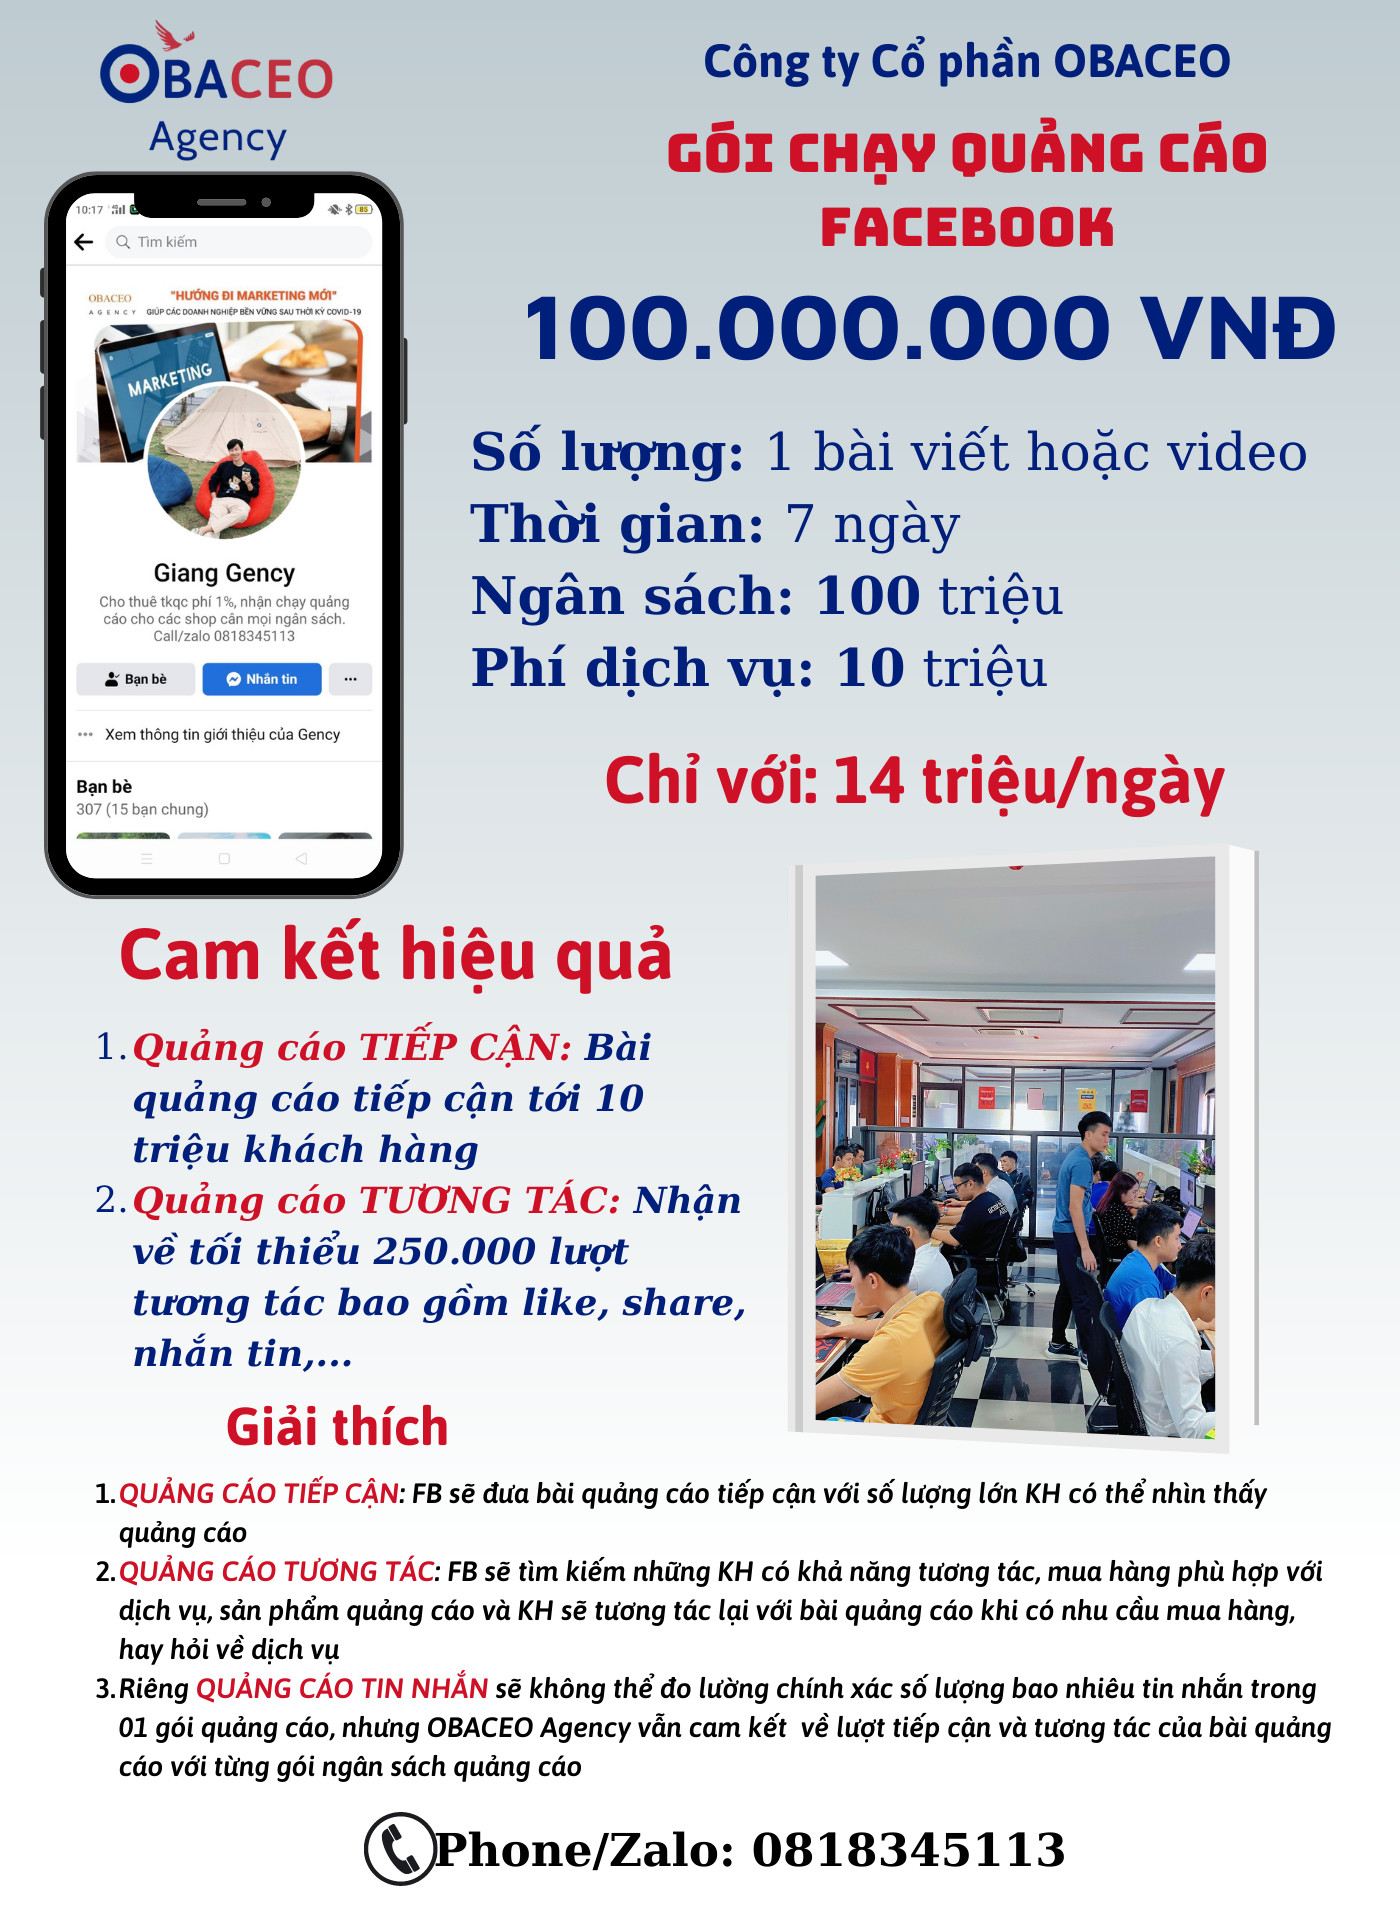 OBACEO
Agency
Công ty Cổ phần OBACEO
GÓI CHẠY QUẢNG CÁO
FACEBOOK
100.000.000 VNĐ
10:17
85
Tìm kiếm
OBACEO
AGENCY
"HƯỚNG ĐI MARKETING MỚI"
GIÚP CÁC DOANH NGHIỆP BỀN VỮNG SAU THỜI KỲ COVID-19
MARKETING
Giang Gency
Cho thuê tkqc phí 1%, nhận chạy quảng
cáo cho các shop cân mọi ngân sách.
Call/zalo 0818345113
Bạn bè
Nhắn tin
Xem thông tin giới thiệu của Gency
Bạn bè
307 (15 bạn chung)
Số lượng: 1 bài viết hoặc video
Thời gian: 7 ngày
Ngân sách: 100 triệu
Phí dịch vụ: 10 triệu
Chỉ với: 14 triệu/ngày
Cam kết hiệu quả
1. Quảng cáo TIẾP CẬN: Bài
quảng cáo tiếp cận tới 10
triệu khách hàng
2. Quảng cáo TƯƠNG TÁC: Nhận
về tối thiểu 250.000 lượt
tương tác bao gồm like, share,
nhắn tin,...
Giải thích
1. QUẢNG CÁO TIẾP CẬN: FB sẽ đưa bài quảng cáo tiếp cận với số lượng lớn KH có thể nhìn thấy
quảng cáo
2. QUẢNG CÁO TƯƠNG TÁC: FB sẽ tìm kiếm những KH có khả năng tương tác, mua hàng phù hợp với
dịch vụ, sản phẩm quảng cáo và KH sẽ tương tác lại với bài quảng cáo khi có nhu cầu mua hàng,
hay hỏi về dịch vụ
3. Riêng QUẢNG CÁO TIN NHẮN sẽ không thể đo lường chính xác số lượng bao nhiêu tin nhắn trong
01 gói quảng cáo, nhưng OBACEO Agency vẫn cam kết về lượt tiếp cận và tương tác của bài quảng
cáo với từng gói ngân sách quảng cáo
Phone/Zalo: 0818345113